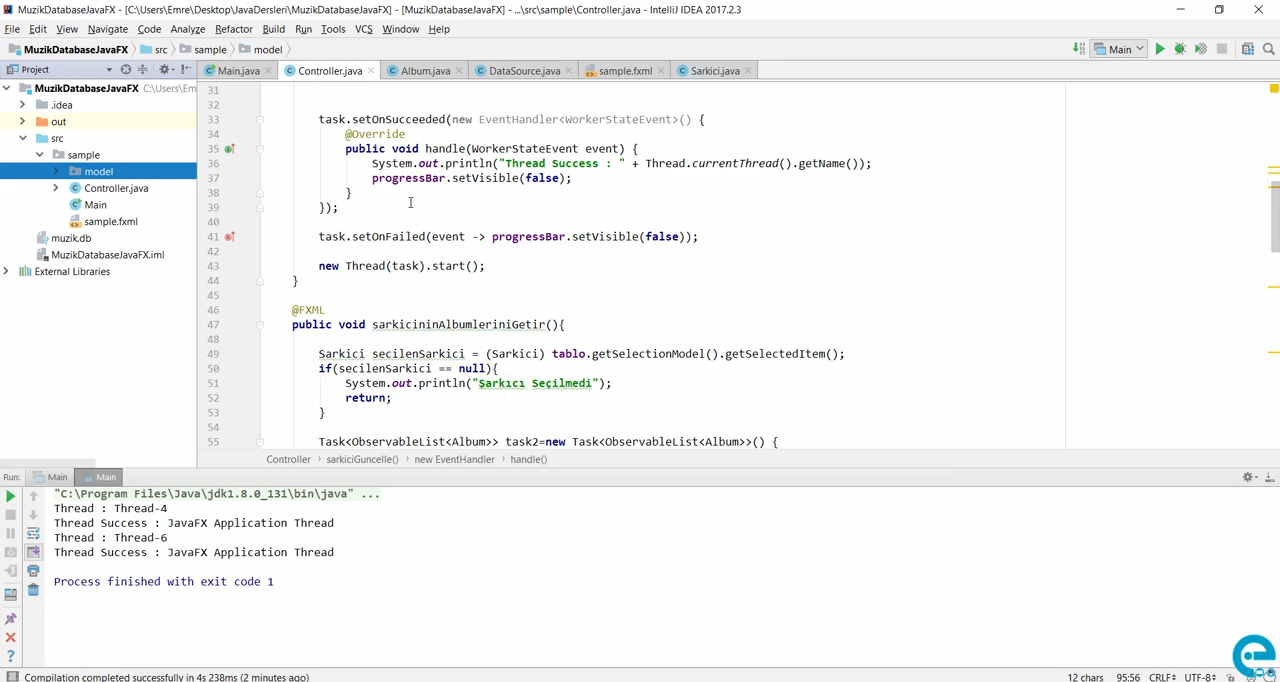 MuzikDatabaseJavaFX - [C:\Users\Emre\Desktop\JavaDersleri\MuzikDatabaseJavaFX] - [MuzikDatabaseJavaFX] - ...\src\sample\Controller.java - IntelliJ IDEA 2017.2.3
File Edit View Navigate Code Analyze Refactor Build Run Tools VCS Window Help
MuzikDatabaseJavaFX src sample model Main
Project Main.java Controller.java Album.java DataSource.java sample.fxml Sarkici.java
MuzikDatabaseJavaFX C:\Users\Em
.idea
out
src
sample
model
Controller.java
Main
sample.fxml
muzik.db
MuzikDatabaseJavaFX.iml
External Libraries
31
32
33 task.setOnSucceeded(new EventHandler<WorkerStateEvent>() {
34 @Override
35 public void handle(WorkerStateEvent event) {
36 System.out.println("Thread Success : " + Thread.currentThread().getName());
37 progressBar.setVisible(false);
38 }
39 });
40
41 task.setOnFailed(event -> progressBar.setVisible(false));
42
43 new Thread(task).start();
44 }
45
46 @FXML
47 public void sarkicininAlbumleriniGetir(){
48
49 Sarkici secilenSarkici = (Sarkici) tablo.getSelectionModel().getSelectedItem();
50 if(secilenSarkici == null){
51 System.out.println("Şarkıcı Seçilmedi");
52 return;
53 }
54
55 Task<ObservableList<Album>> task2=new Task<ObservableList<Album>>() {
Controller sarkiciGuncelle() new EventHandler handle()
Run: Main Main
"C:\Program Files\Java\jdk1.8.0_131\bin\java" ...
Thread : Thread-4
Thread Success : JavaFX Application Thread
Thread : Thread-6
Thread Success : JavaFX Application Thread
Process finished with exit code 1
Compilation completed successfully in 4s 238ms (2 minutes ago) 12 chars 95:56 CRLF UTF-8